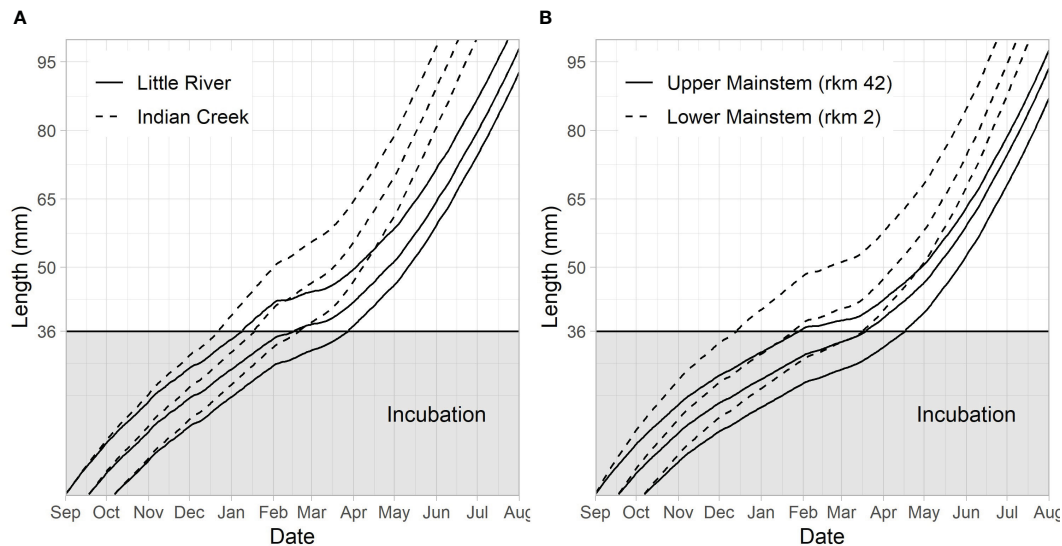 A
Length (mm)
95
80
65
50
36
Little River
Indian Creek
Incubation
Sep Oct Nov Dec Jan Feb Mar Apr May Jun Jul Aug
Date
B
Length (mm)
95
80
65
50
36
Upper Mainstem (rkm 42)
Lower Mainstem (rkm 2)
Incubation
Sep Oct Nov Dec Jan Feb Mar Apr May Jun Jul Aug
Date